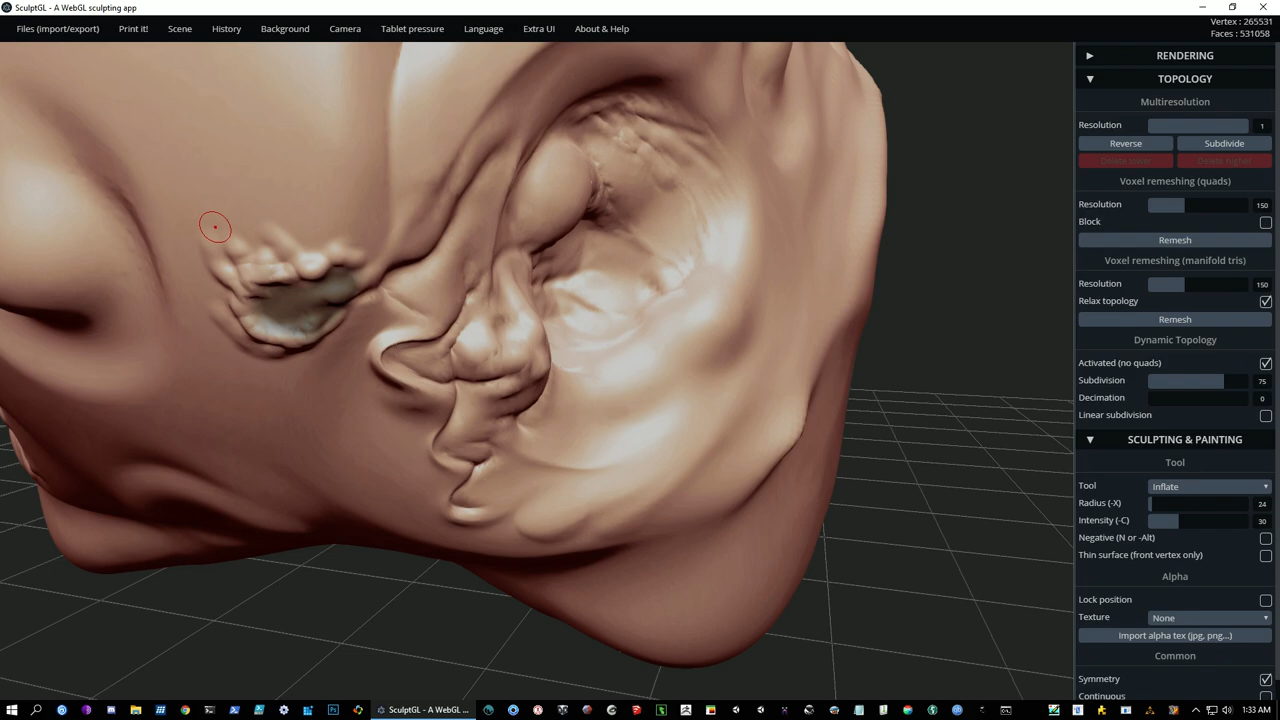 SculptGL - A WebGL sculpting app
Files (import/export) Print it! Scene History Background Camera Tablet pressure Language Extra UI About & Help
Vertex : 265531
Faces : 531058
RENDERING
TOPOLOGY
Multiresolution
Resolution 1
Reverse Subdivide
Delete lower Delete higher
Voxel remeshing (quads)
Resolution 150
Block
Remesh
Voxel remeshing (manifold tris)
Resolution 150
Relax topology
Remesh
Dynamic Topology
Activated (no quads)
Subdivision 75
Decimation 0
Linear subdivision
SCULPTING & PAINTING
Tool
Tool Inflate
Radius (-X) 24
Intensity (-C) 30
Negative (N or -Alt)
Thin surface (front vertex only)
Alpha
Lock position
Texture None
Import alpha tex (jpg, png...)
Common
Symmetry
Continuous
SculptGL - A WebGL ...
1:33 AM